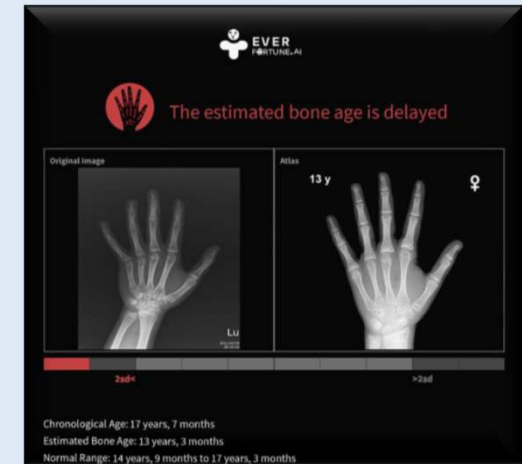 EVER
FORTUNE.AI
The estimated bone age is delayed
Original image
Atlas
13 y
♀
Lu
2sd<
>2sd
Chronological Age: 17 years, 7 months
Estimated Bone Age: 13 years, 3 months
Normal Range: 14 years, 9 months to 17 years, 3 months